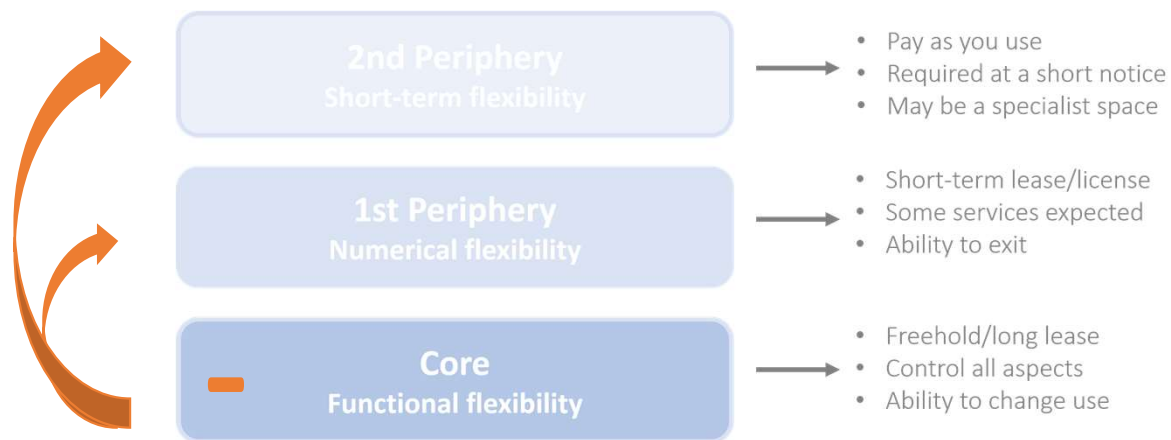 2nd Periphery
Short-term flexibility
• Pay as you use
• Required at a short notice
• May be a specialist space
1st Periphery
Numerical flexibility
• Short-term lease/license
• Some services expected
• Ability to exit
Core
Functional flexibility
• Freehold/long lease
• Control all aspects
• Ability to change use